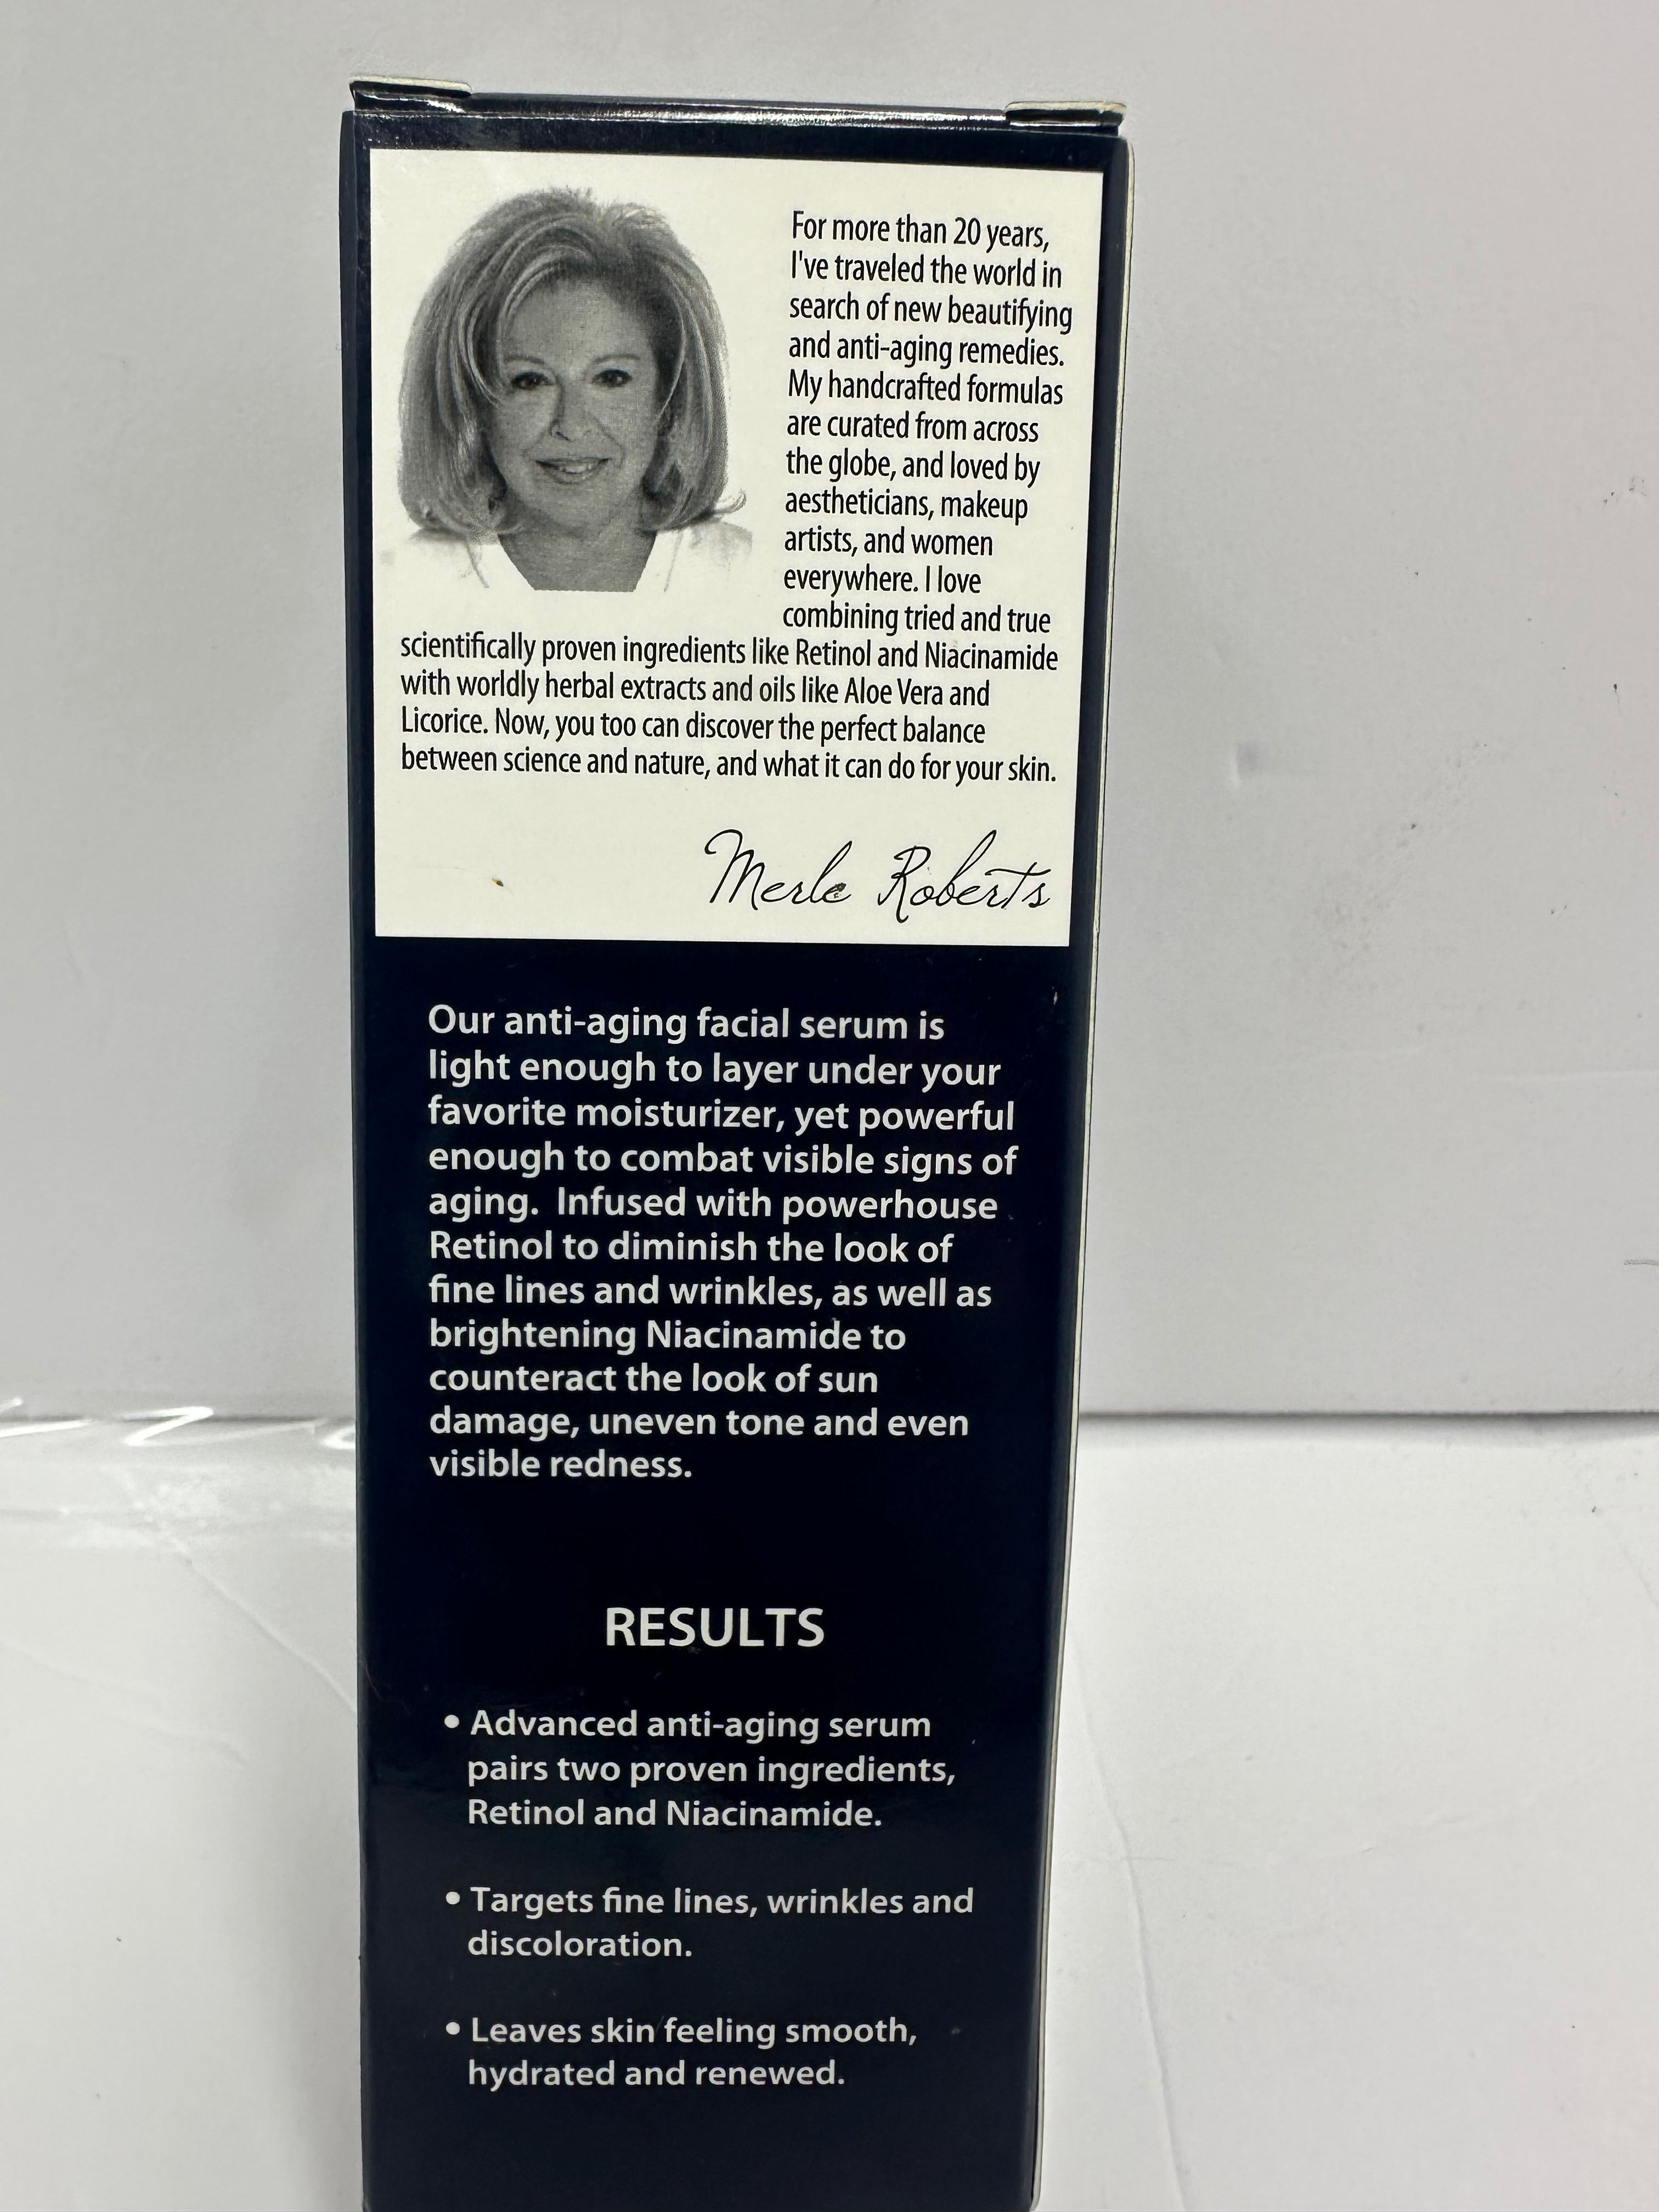 For more than 20 years,
I've traveled the world in
search of new beautifying
and anti-aging remedies.
My handcrafted formulas
are curated from across
the globe, and loved by
aestheticians, makeup
artists, and women
everywhere. I love
combining tried and true
scientifically proven ingredients like Retinol and Niacinamide
with worldly herbal extracts and oils like Aloe Vera and
Licorice. Now, you too can discover the perfect balance
between science and nature, and what it can do for your skin.
Merle Roberts
Our anti-aging facial serum is
light enough to layer under your
favorite moisturizer, yet powerful
enough to combat visible signs of
aging.  Infused with powerhouse
Retinol to diminish the look of
fine lines and wrinkles, as well as
brightening Niacinamide to
counteract the look of sun
damage, uneven tone and even
visible redness.
RESULTS
• Advanced anti-aging serum
pairs two proven ingredients,
Retinol and Niacinamide.
• Targets fine lines, wrinkles and
discoloration.
• Leaves skin feeling smooth,
hydrated and renewed.